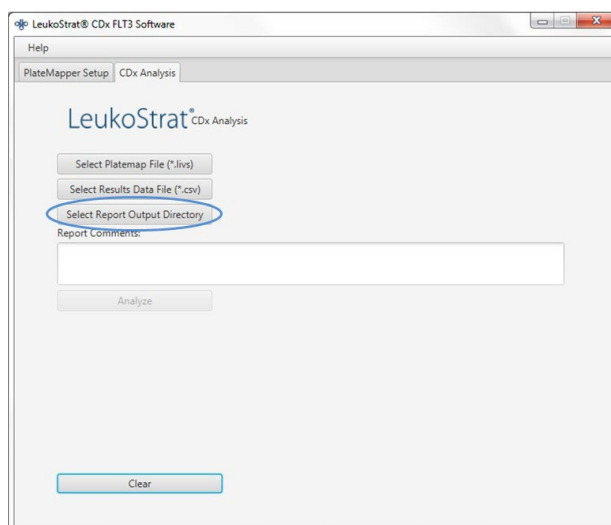 LeukoStrat® CDx FLT3 Software
Help
PlateMapper Setup CDx Analysis
LeukoStrat® CDx Analysis
Select Platemap File (*.livs)
Select Results Data File (*.csv)
Select Report Output Directory
Report Comments:
Analyze
Clear